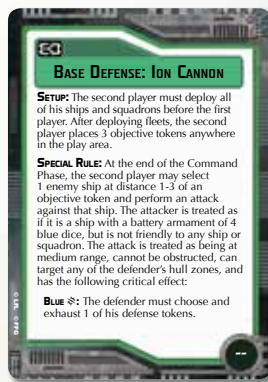 Base Defense: Ion Cannon
Setup: The second player must deploy all
of his ships and squadrons before the first
player. After deploying fleets, the second
player places 3 objective tokens anywhere
in the play area.
Special Rule: At the end of the Command
Phase, the second player may select
1 enemy ship at distance 1-3 of an
objective token and perform an attack
against that ship. The attacker is treated as
if it is a ship with a battery armament of 4
blue dice, but is not friendly to any ship or
squadron. The attack is treated as being at
medium range, cannot be obstructed, can
target any of the defender's hull zones, and
has the following critical effect:
Blue : The defender must choose and
exhaust 1 of his defense tokens.
© LFL © FFG
--